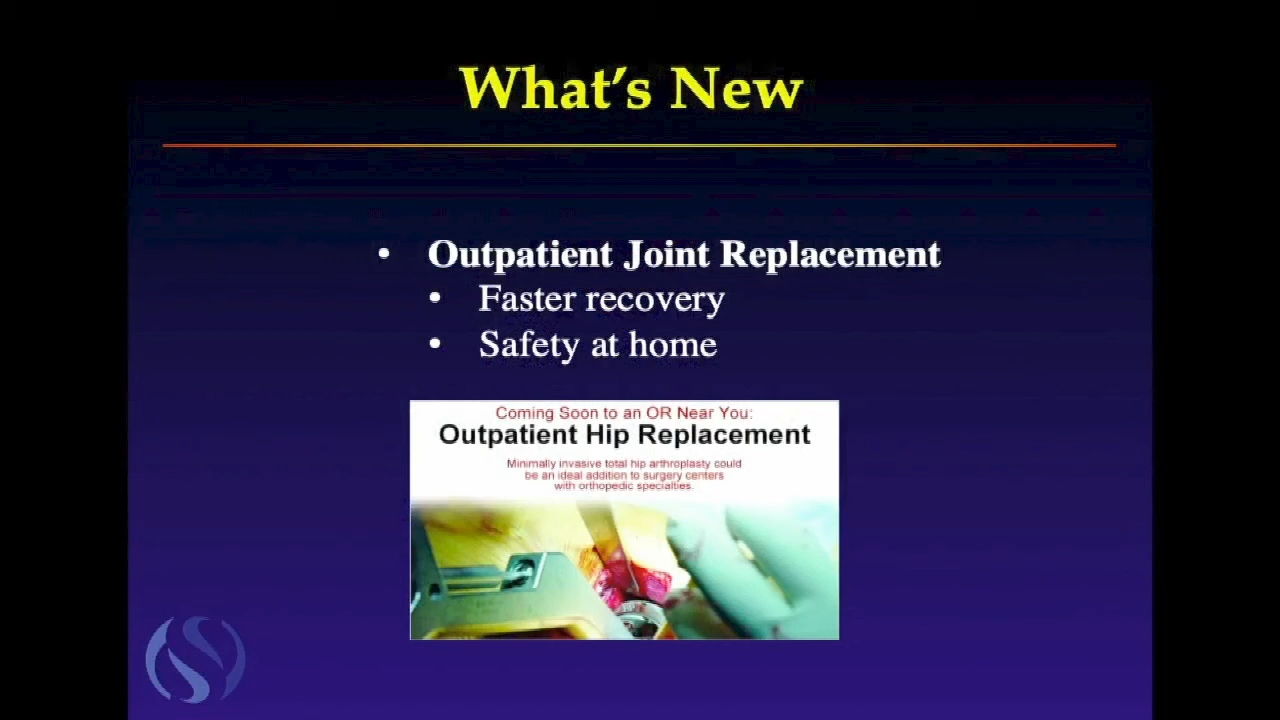 What's New
• Outpatient Joint Replacement
• Faster recovery
• Safety at home
Coming Soon to an OR Near You:
Outpatient Hip Replacement
Minimally invasive total hip arthroplasty could
be an ideal addition to surgery centers
with orthopedic specialties.